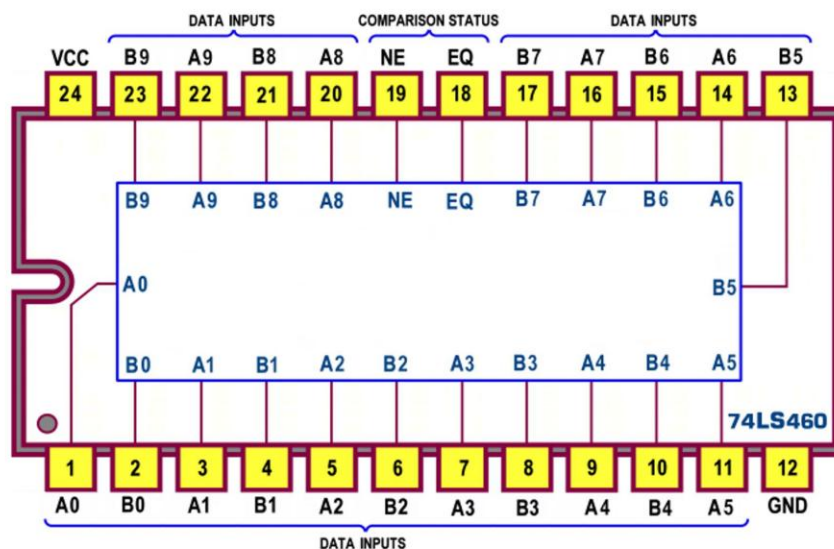 DATA INPUTS COMPARISON STATUS DATA INPUTS
VCC B9 A9 B8 A8 NE EQ B7 A7 B6 A6 B5
24 23 22 21 20 19 18 17 16 15 14 13
B9 A9 B8 A8 NE EQ B7 A7 B6 A6
A0 B5
B0 A1 B1 A2 B2 A3 B3 A4 B4 A5
74LS460
1 2 3 4 5 6 7 8 9 10 11 12
A0 B0 A1 B1 A2 B2 A3 B3 A4 B4 A5 GND
DATA INPUTS